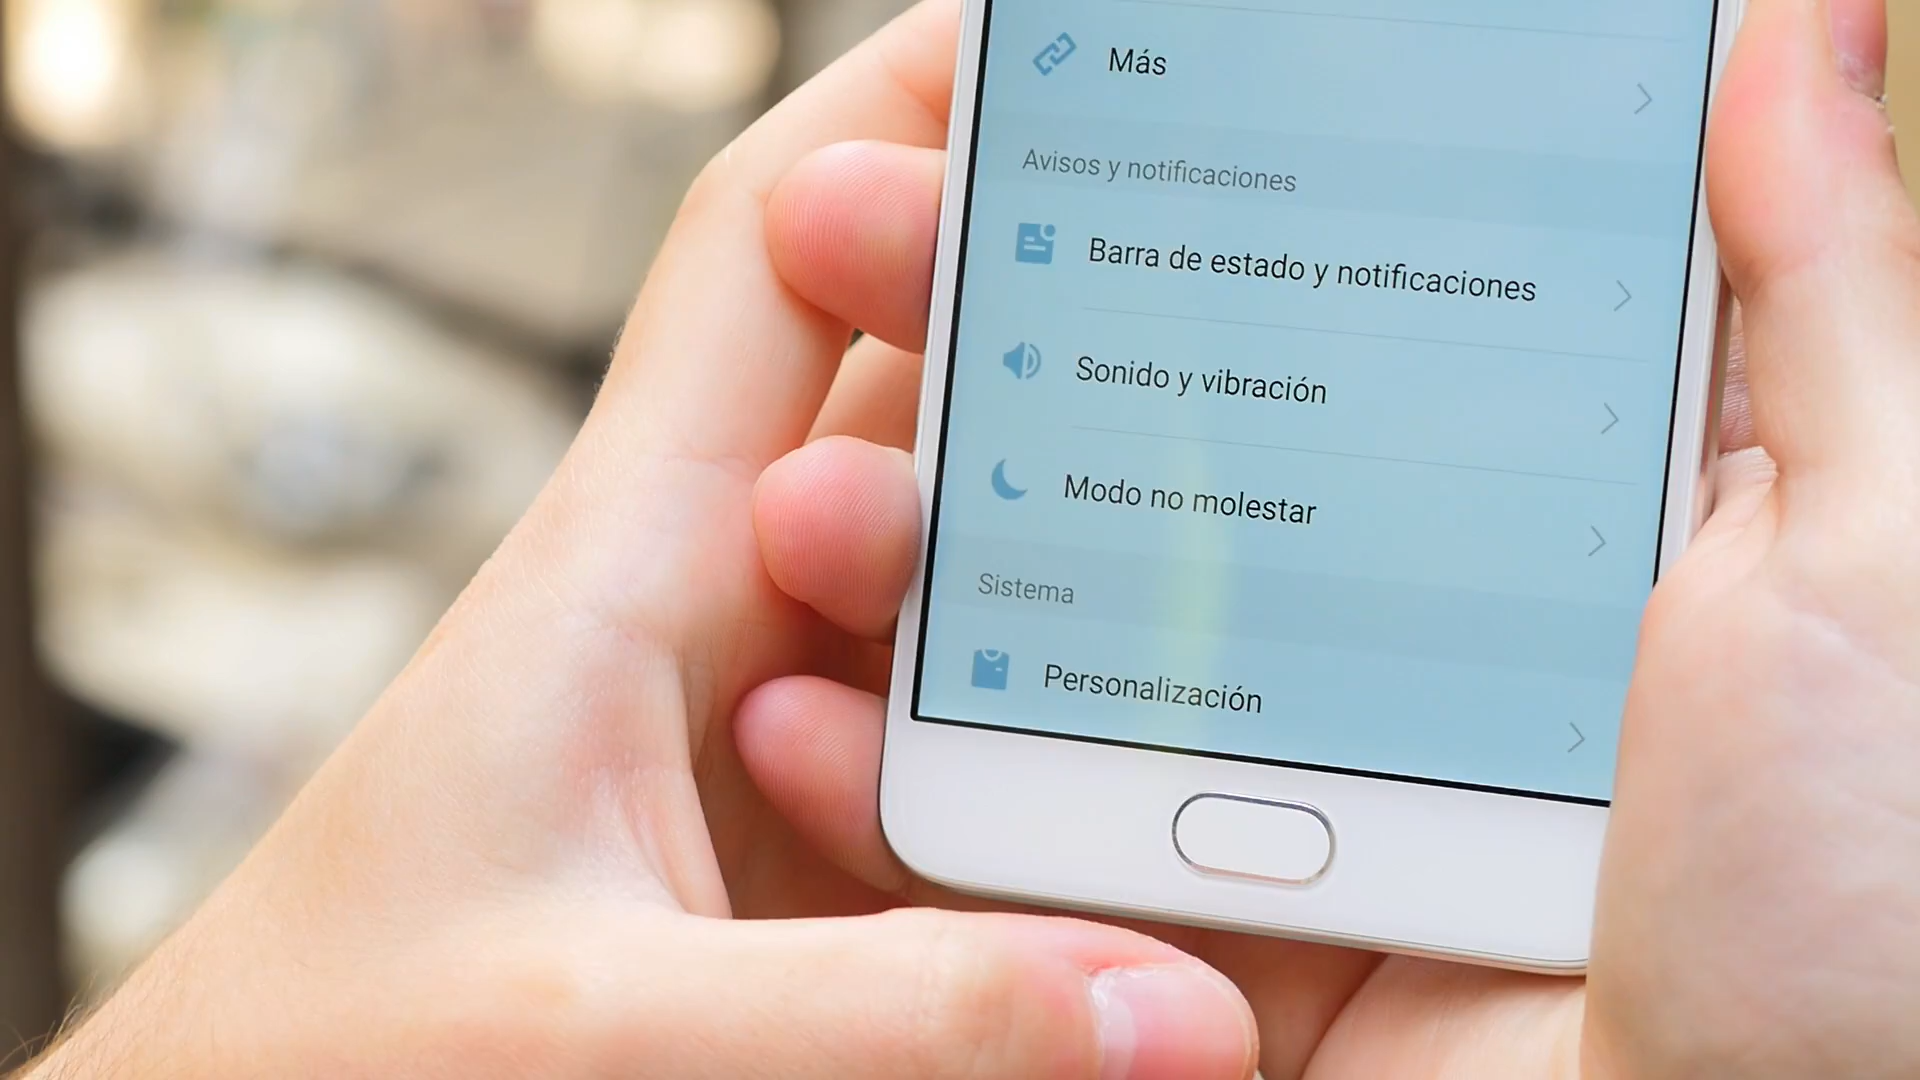 Más
Avisos y notificaciones
Barra de estado y notificaciones
Sonido y vibración
Modo no molestar
Sistema
Personalización